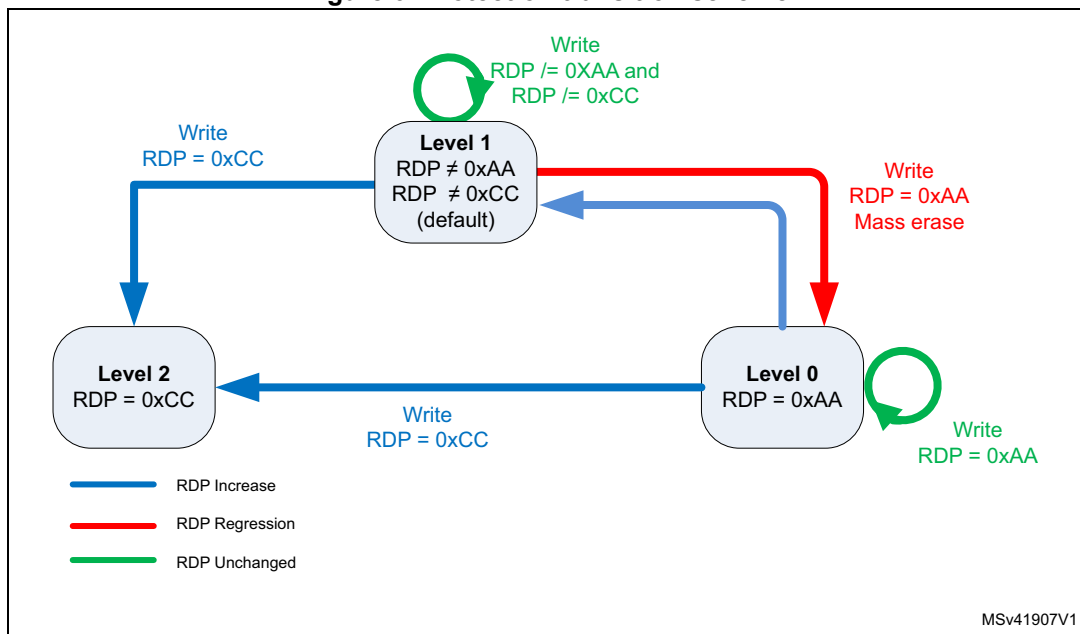 Write
RDP /= 0XAA and
RDP /= 0xCC
Write
RDP = 0xCC
Level 1
RDP ≠ 0xAA
RDP ≠ 0xCC
(default)
Write
RDP = 0xAA
Mass erase
Level 2
RDP = 0xCC
Level 0
RDP = 0xAA
Write
RDP = 0xCC
Write
RDP = 0xAA
RDP Increase
RDP Regression
RDP Unchanged
MSv41907V1